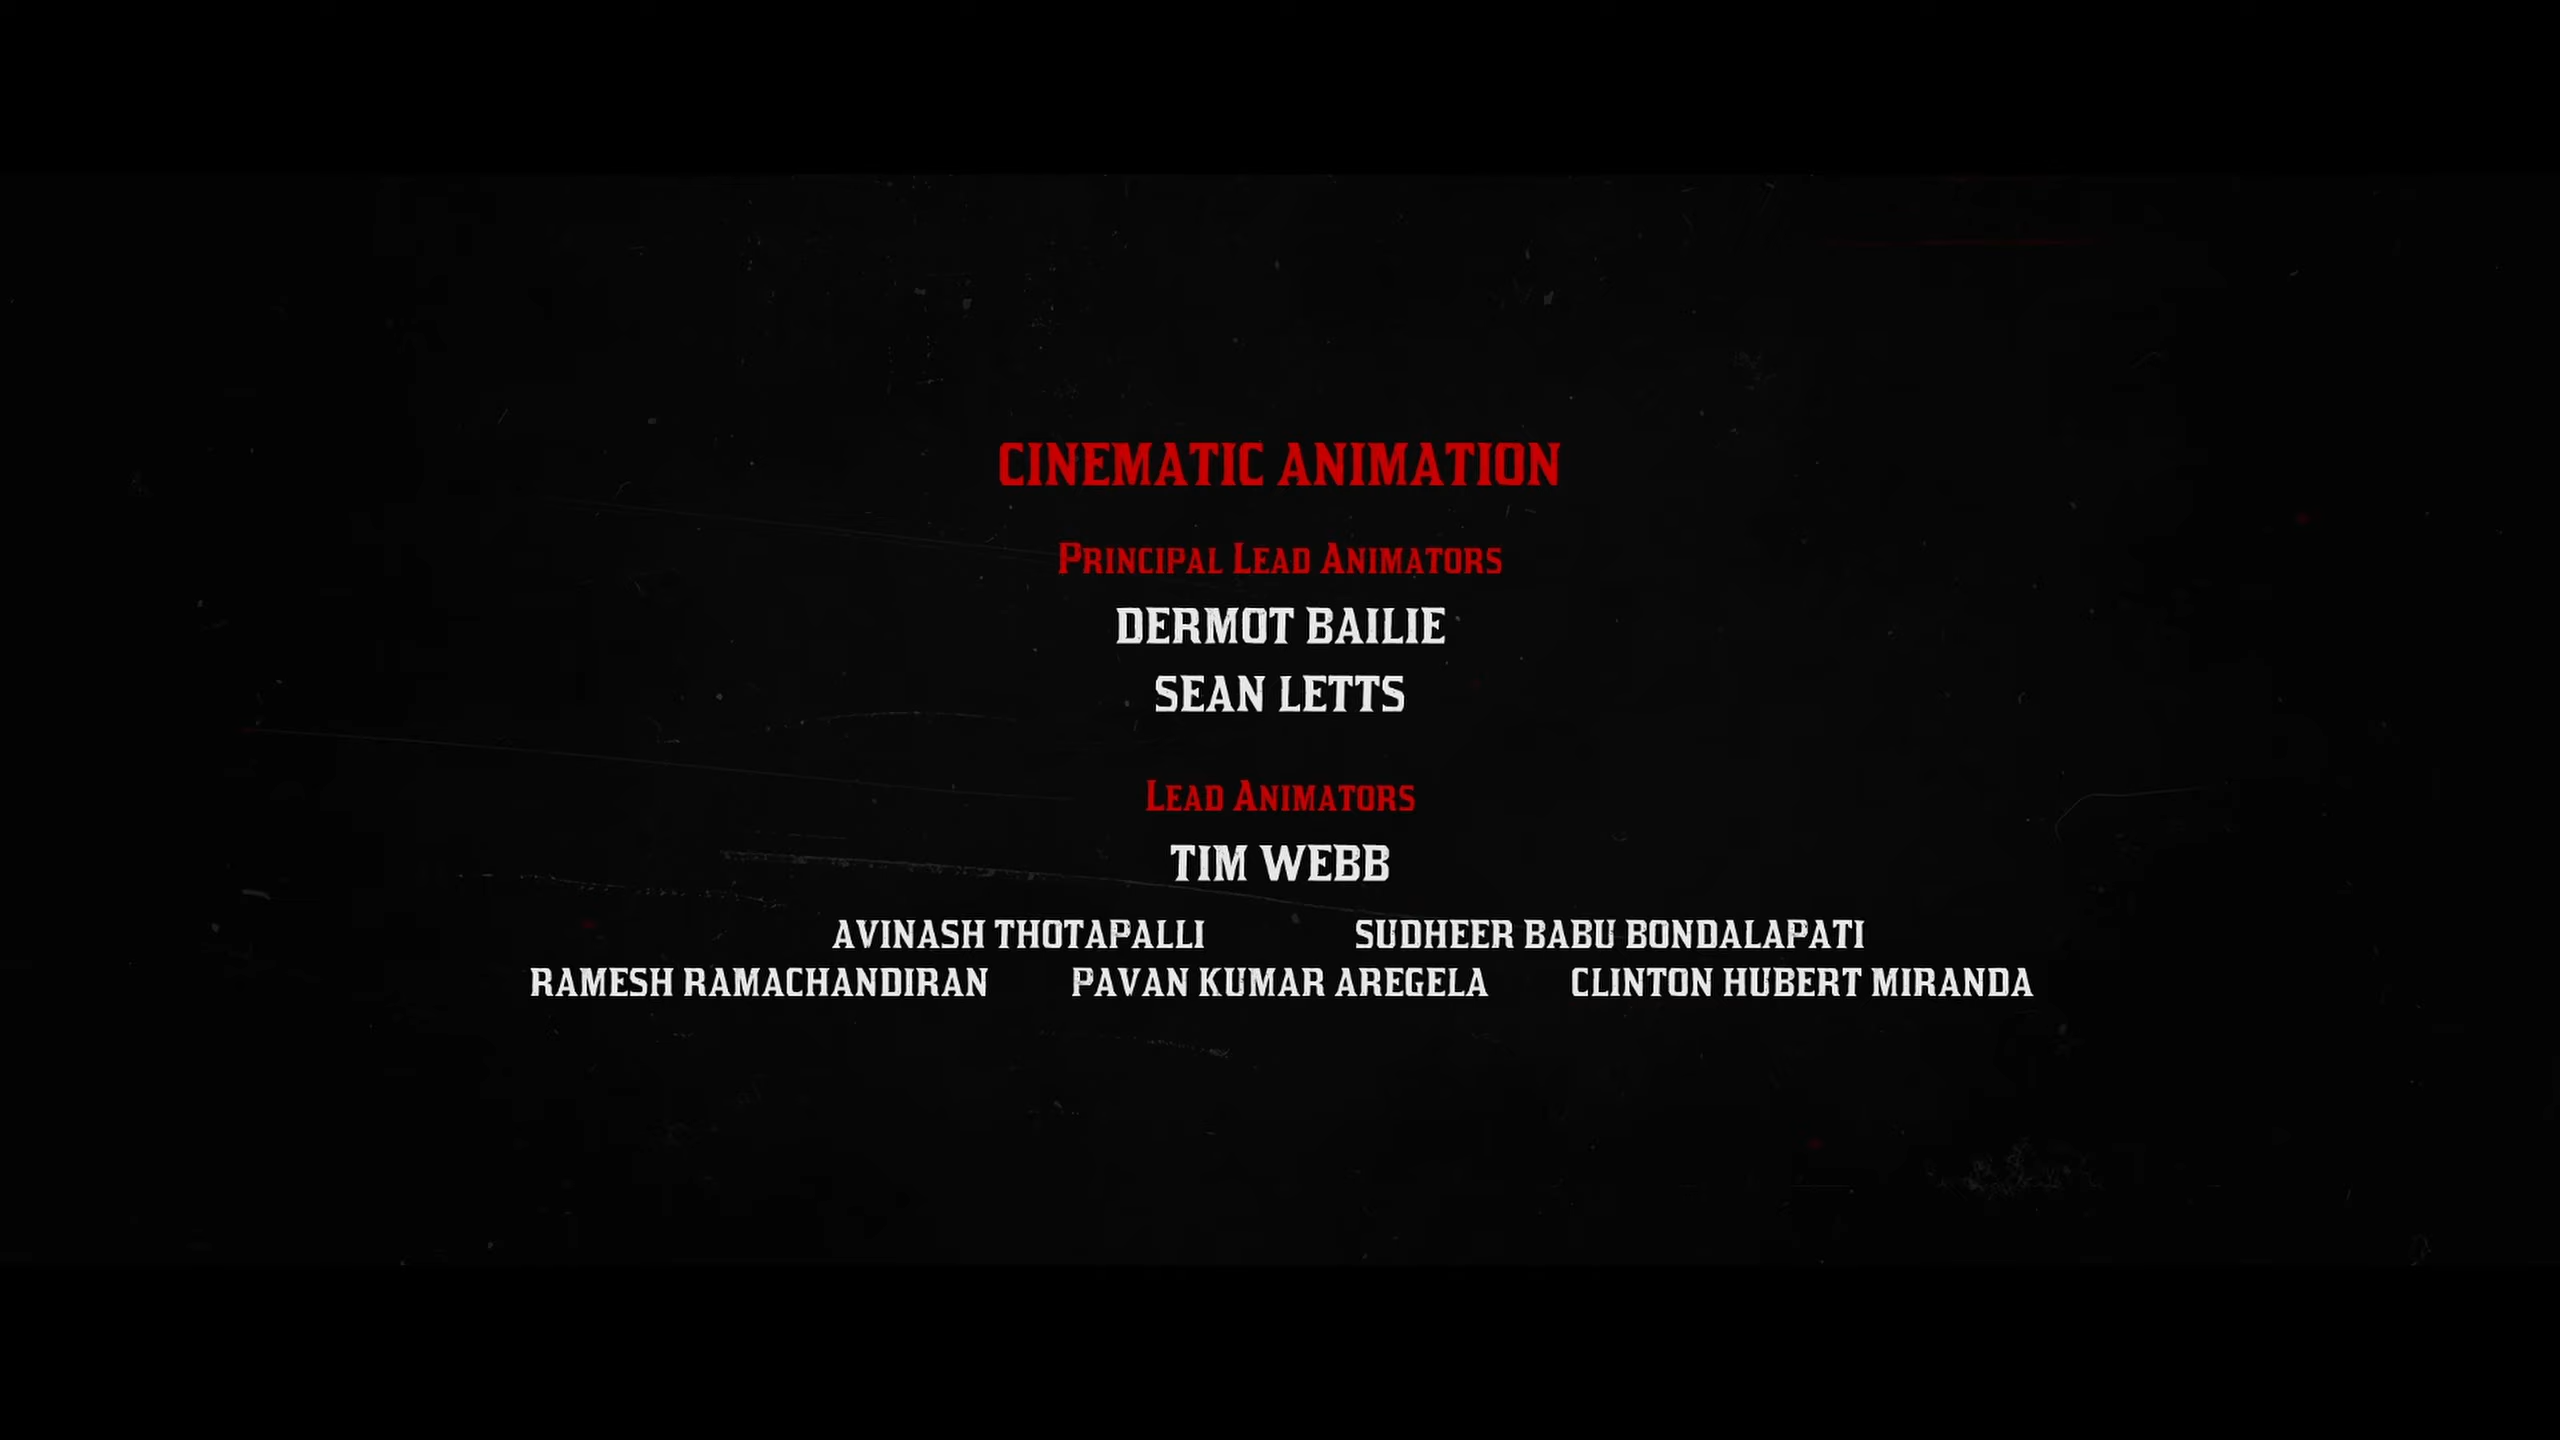 CINEMATIC ANIMATION
PRINCIPAL LEAD ANIMATORS
DERMOT BAILIE
SEAN LETTS
LEAD ANIMATORS
TIM WEBB
AVINASH THOTAPALLI SUDHEER BABU BONDALAPATI
RAMESH RAMACHANDIRAN PAVAN KUMAR AREGELA CLINTON HUBERT MIRANDA